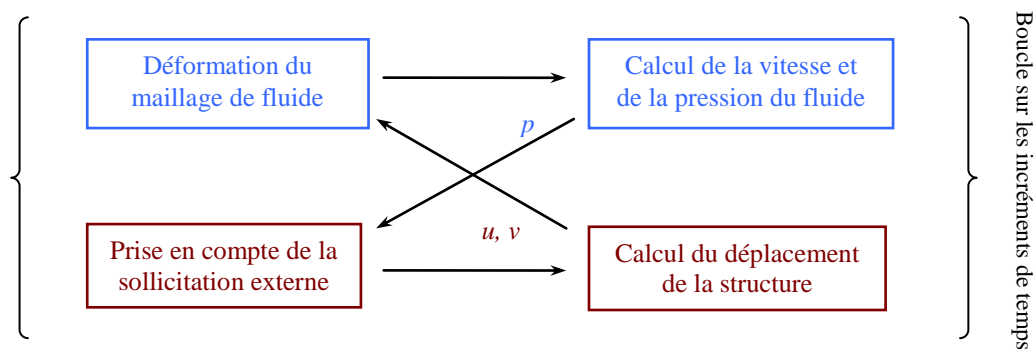 Déformation du
maillage de fluide
Calcul de la vitesse et
de la pression du fluide
p
u, v
Prise en compte de la
sollicitation externe
Calcul du déplacement
de la structure
Boucle sur les incréments de temps